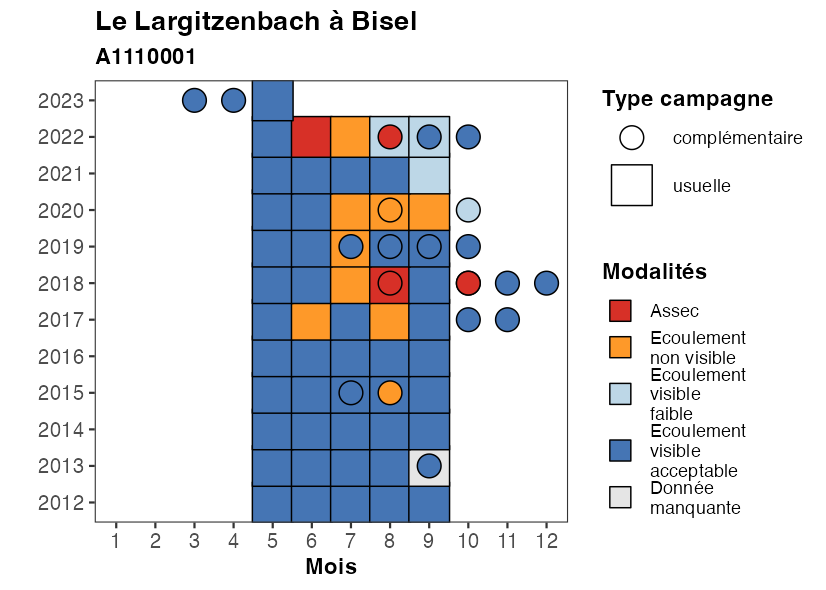 Le Largitzenbach à Bisel
A1110001
2023
2022
2021
2020
2019
2018
2017
2016
2015
2014
2013
2012
1 2 3 4 5 6 7 8 9 10 11 12
Mois
Type campagne
complémentaire
usuelle
Modalités
Assec
Ecoulement
non visible
Ecoulement
visible
faible
Ecoulement
visible
acceptable
Donnée
manquante